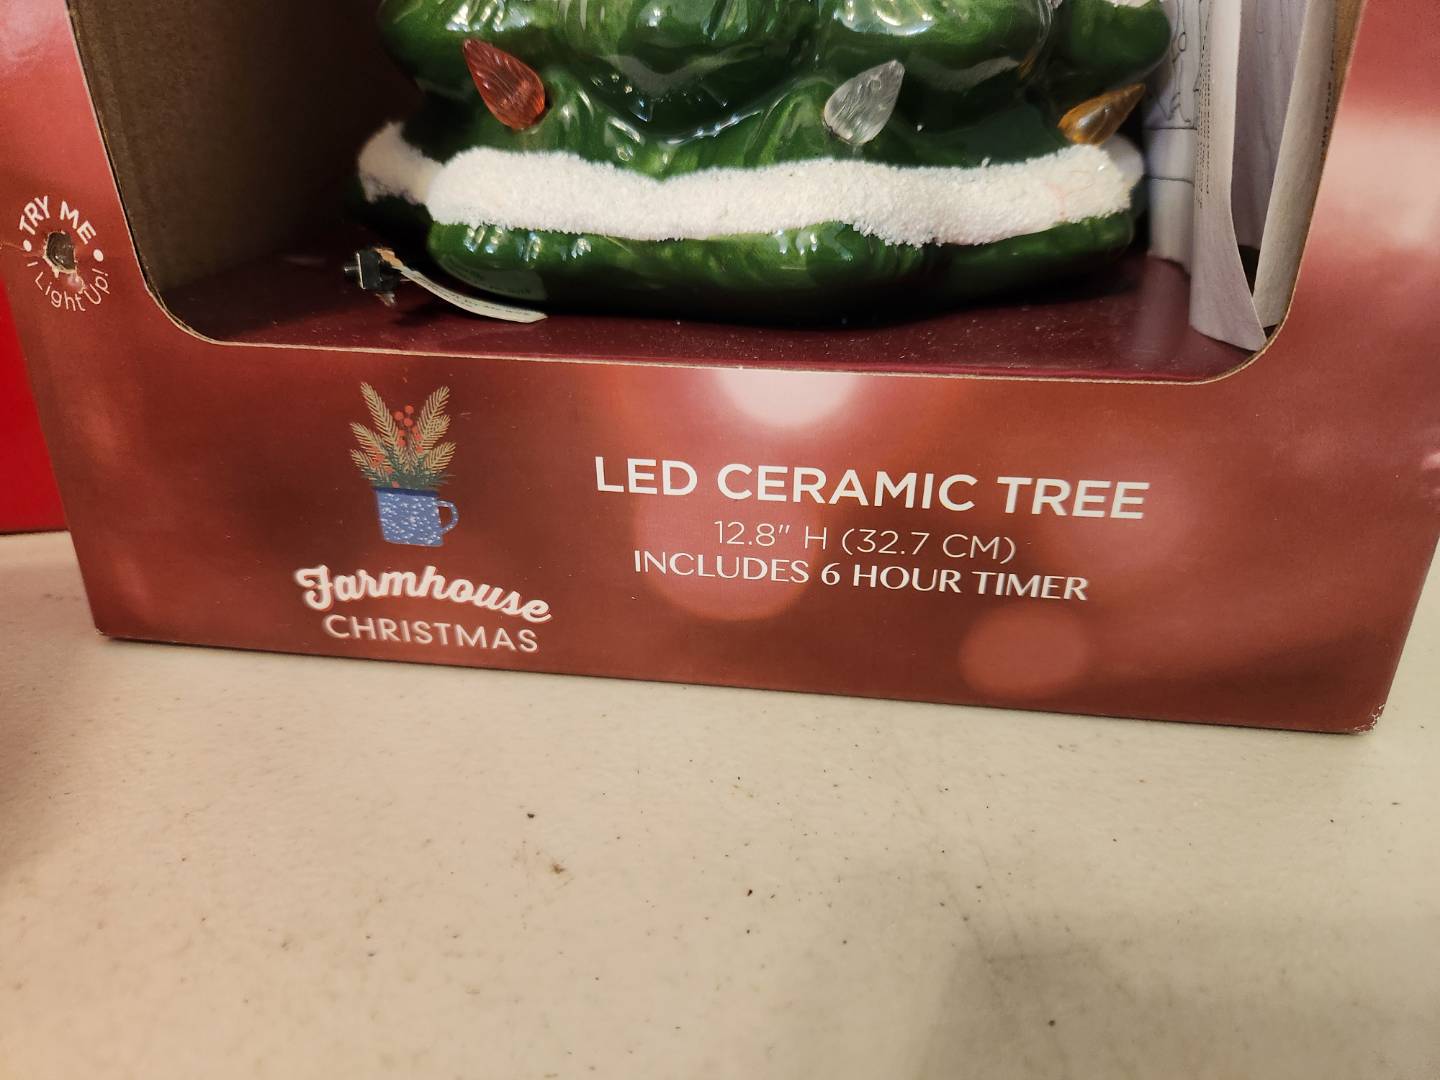 • TRY ME •
I Light Up!
Farmhouse
CHRISTMAS
LED CERAMIC TREE
12.8" H (32.7 CM)
INCLUDES 6 HOUR TIMER